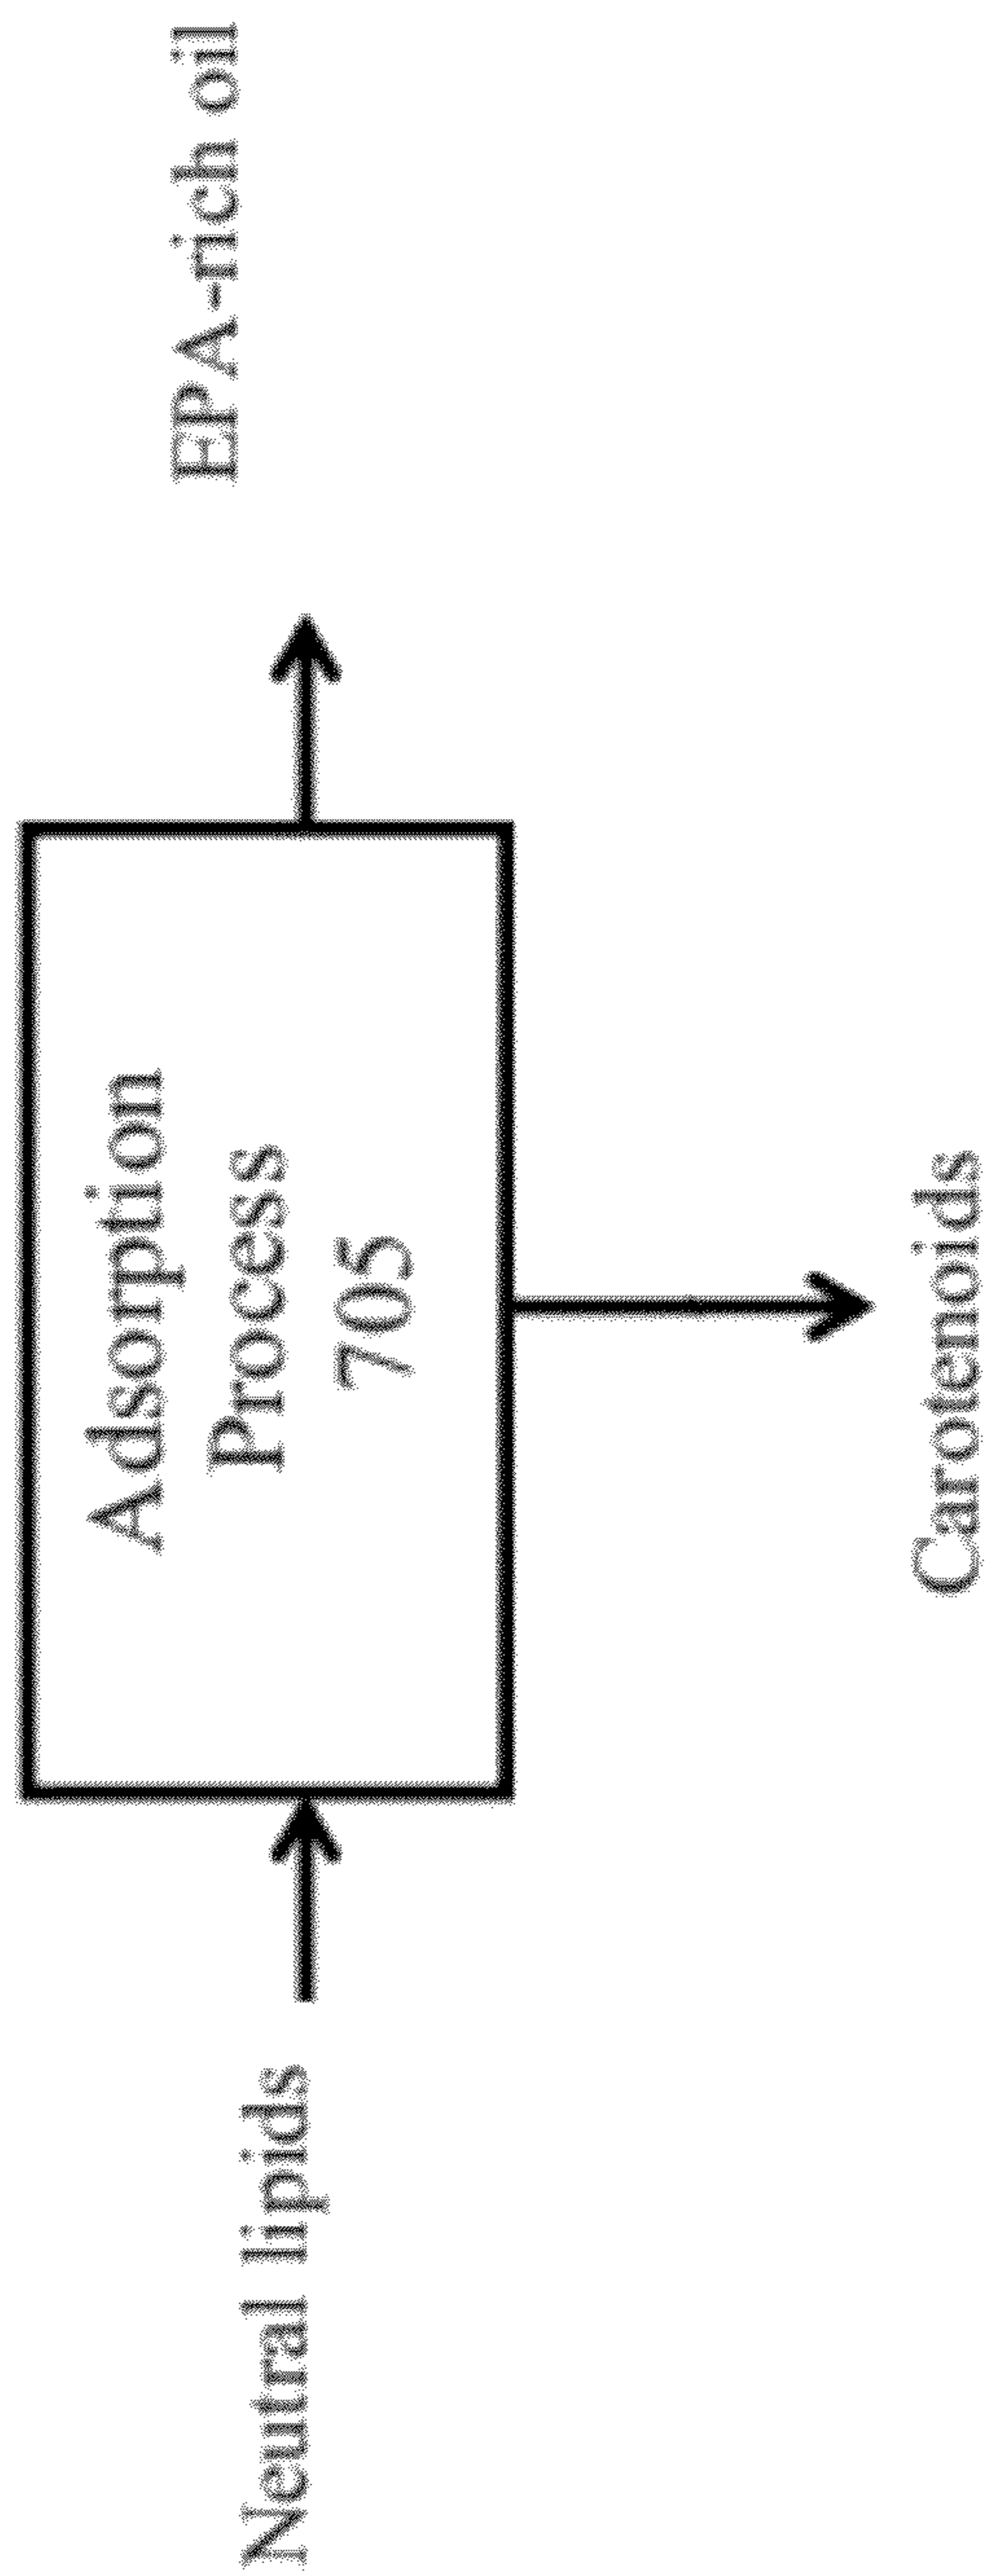 Neutral lipids
Adsorption
Process
705
EPA-rich oil
Carotenoids